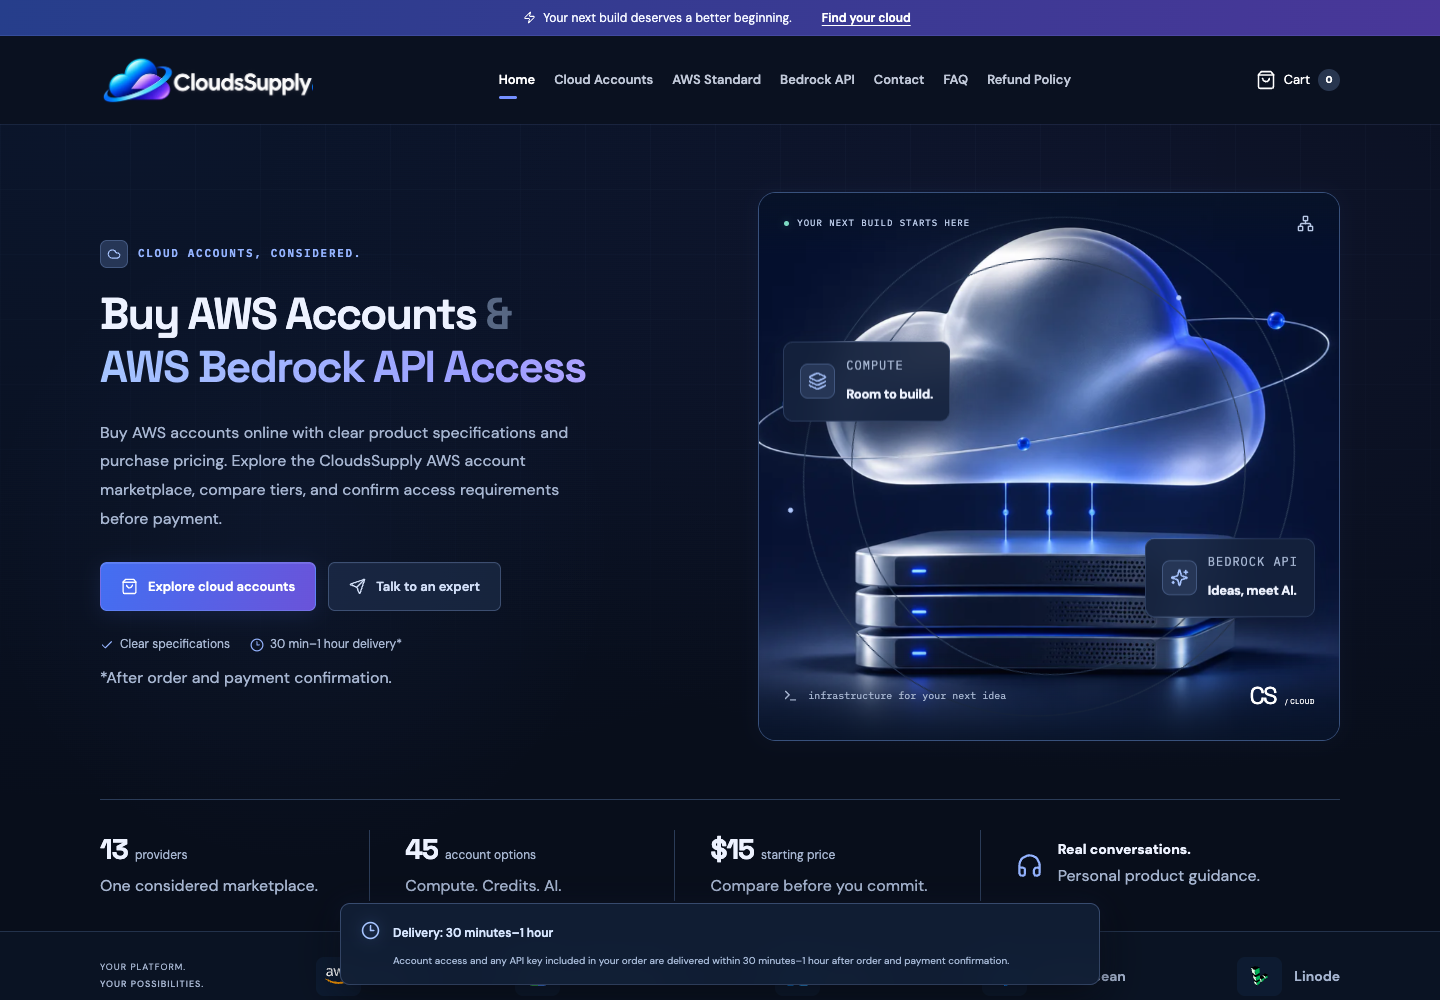 Your next build deserves a better beginning. Find your cloud
CloudsSupply
Home Cloud Accounts AWS Standard Bedrock API Contact FAQ Refund Policy
Cart 0
CLOUD ACCOUNTS, CONSIDERED.
Buy AWS Accounts &
AWS Bedrock API Access
Buy AWS accounts online with clear product specifications and
purchase pricing. Explore the CloudsSupply AWS account
marketplace, compare tiers, and confirm access requirements
before payment.
Explore cloud accounts
Talk to an expert
Clear specifications
30 min–1 hour delivery*
*After order and payment confirmation.
YOUR NEXT BUILD STARTS HERE
COMPUTE
Room to build.
BEDROCK API
Ideas, meet AI.
infrastructure for your next idea
CS / CLOUD
13 providers
One considered marketplace.
45 account options
Compute. Credits. AI.
$15 starting price
Compare before you commit.
Real conversations.
Personal product guidance.
Delivery: 30 minutes–1 hour
Account access and any API key included in your order are delivered within 30 minutes–1 hour after order and payment confirmation.
YOUR PLATFORM.
YOUR POSSIBILITIES.
Linode